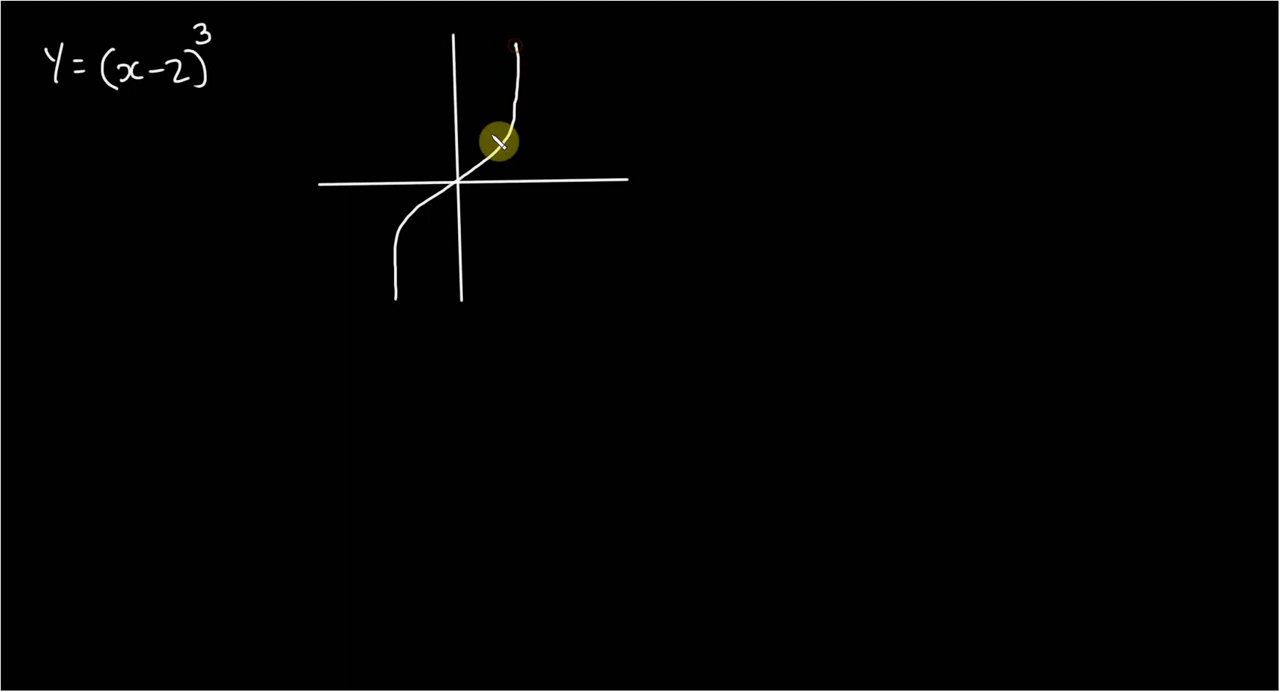 Y = (x-2)³